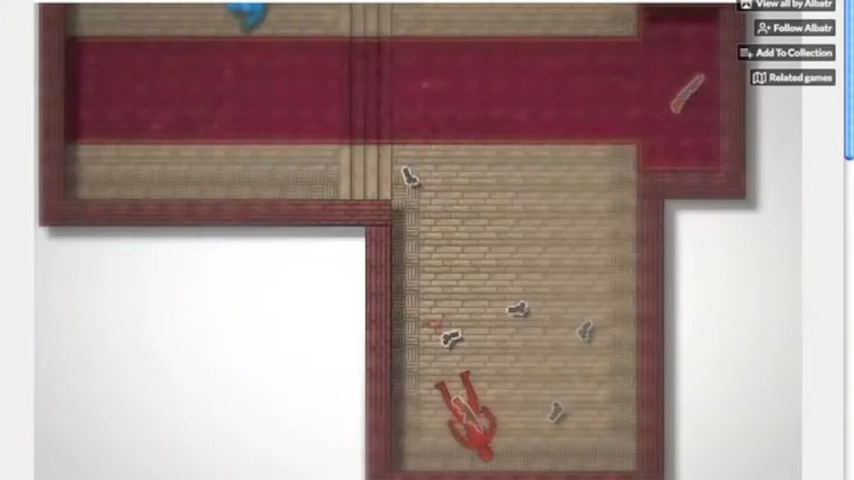 View all by Albatr
Follow Albatr
Add To Collection
Related games